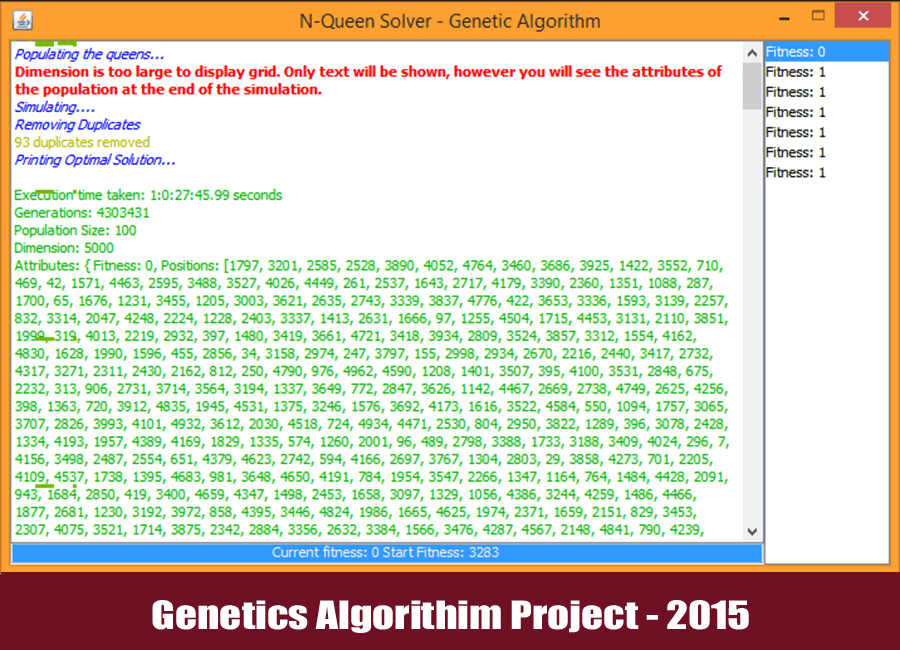 N-Queen Solver - Genetic Algorithm
Populating the queens...
Dimension is too large to display grid. Only text will be shown, however you will see the attributes of
the population at the end of the simulation.
Simulating....
Removing Duplicates
93 duplicates removed
Printing Optimal Solution...
Execution time taken: 1:0:27:45.99 seconds
Generations: 4303431
Population Size: 100
Dimension: 5000
Attributes: { Fitness: 0, Positions: [1797, 3201, 2585, 2528, 3890, 4052, 4764, 3460, 3686, 3925, 1422, 3552, 710,
469, 42, 1571, 4463, 2595, 3488, 3527, 4026, 4449, 261, 2537, 1643, 2717, 4179, 3390, 2360, 1351, 1088, 287,
1700, 65, 1676, 1231, 3455, 1205, 3003, 3621, 2635, 2743, 3339, 3837, 4776, 422, 3653, 3336, 1593, 3139, 2257,
832, 3314, 2047, 4248, 2224, 1228, 2403, 3337, 1413, 2631, 1666, 97, 1255, 4504, 1715, 4453, 3131, 2110, 3851,
319, 4013, 2219, 2932, 397, 1480, 3419, 3661, 4721, 3418, 3934, 2809, 3524, 3857, 3312, 1554, 4162,
4830, 1628, 1990, 1596, 455, 2856, 34, 3158, 2974, 247, 3797, 155, 2998, 2934, 2670, 2216, 2440, 3417, 2732,
4317, 3271, 2311, 2430, 2162, 812, 250, 4790, 976, 4962, 4590, 1208, 1401, 3507, 395, 4100, 3531, 2848, 675,
2232, 313, 906, 2731, 3714, 3564, 3194, 1337, 3649, 772, 2847, 3626, 1142, 4467, 2669, 2738, 4749, 2625, 4256,
398, 1363, 720, 3912, 4835, 1945, 4531, 1375, 3246, 1576, 3692, 4173, 1616, 3522, 4584, 550, 1094, 1757, 3065,
3707, 2826, 3993, 4101, 4932, 3612, 2030, 4518, 724, 4934, 4471, 2530, 804, 2950, 3822, 1289, 396, 3078, 2428,
1334, 4193, 1957, 4389, 4169, 1829, 1335, 574, 1260, 2001, 96, 489, 2798, 3388, 1733, 3188, 3409, 4024, 296, 7,
4156, 3498, 2487, 2554, 651, 4379, 4623, 2742, 594, 4166, 2697, 3767, 1304, 2803, 29, 3858, 4273, 701, 2205,
4109, 4537, 1738, 1395, 4683, 981, 3648, 4650, 4191, 784, 1954, 3547, 2266, 1347, 1164, 764, 1484, 4428, 2091,
943, 1684, 2850, 419, 3400, 4659, 4347, 1498, 2453, 1658, 3097, 1329, 1056, 4386, 3244, 4259, 1486, 4466,
1877, 2681, 1230, 3192, 3972, 858, 4395, 3446, 4824, 1986, 1665, 4625, 1974, 2371, 1659, 2151, 829, 3453,
2307, 4075, 3521, 1714, 3875, 2342, 2884, 3356, 2632, 3384, 1566, 3476, 4287, 4567, 2148, 4841, 790, 4239,
Current fitness: 0 Start Fitness: 3283
Fitness: 0
Fitness: 1
Fitness: 1
Fitness: 1
Fitness: 1
Fitness: 1
Fitness: 1
Genetics Algorithim Project - 2015